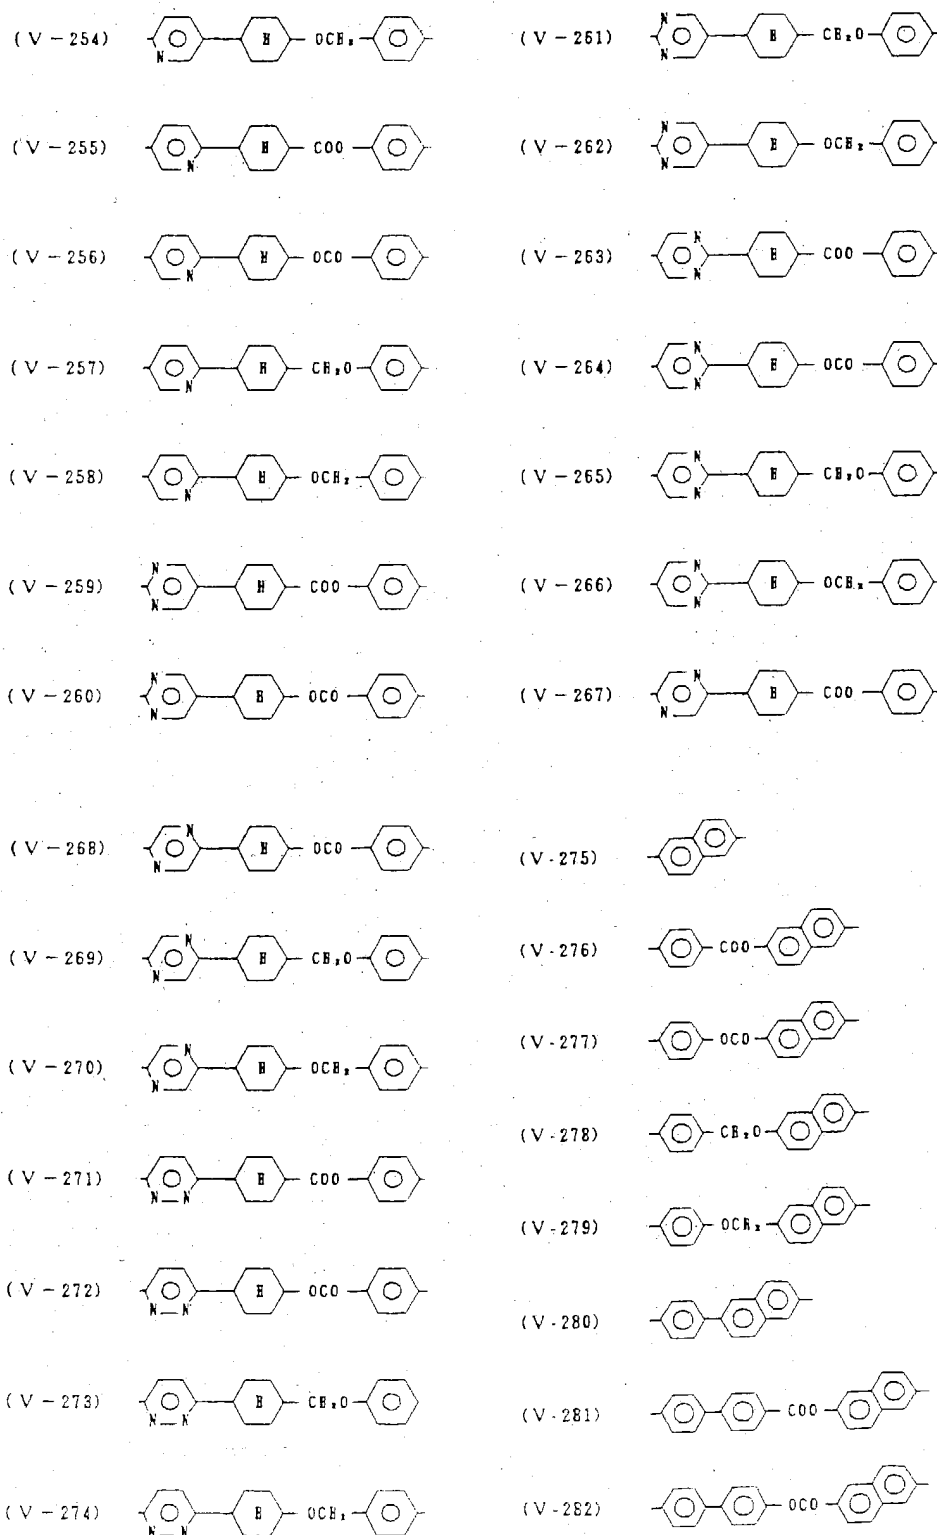 (V-254) N H OCH₂
(V-255) N H COO
(V-256) N H OCO
(V-257) N H CH₂O
(V-258) N H OCH₂
(V-259) N N H COO
(V-260) N N H OCO
(V-261) N N H CH₂O
(V-262) N N H OCH₂
(V-263) N N H COO
(V-264) N N H OCO
(V-265) N N H CH₂O
(V-266) N N H OCH₂
(V-267) N N H COO
(V-268) N N H OCO
(V-269) N N H CH₂O
(V-270) N N H OCH₂
(V-271) N N H COO
(V-272) N N H OCO
(V-273) N N H CH₂O
(V-274) N N H OCH₂
(V-275)
(V-276) COO
(V-277) OCO
(V-278) CH₂O
(V-279) OCH₂
(V-280)
(V-281) COO
(V-282) OCO